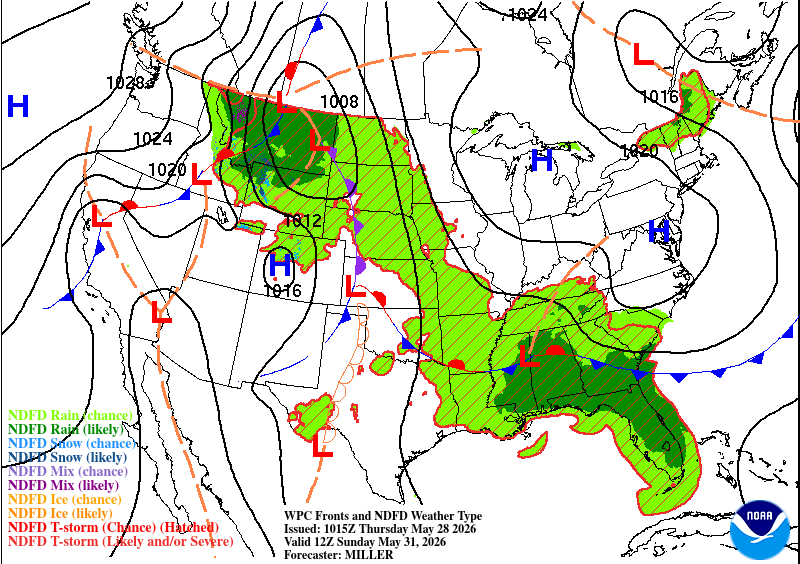 1024
L
1028
L
1016
H
L
1008
1024
L
1020
H
1020
L
L
1012
H
H
1016
L
L
L
NDFD Rain (chance)
NDFD Rain (likely)
NDFD Snow (chance)
NDFD Snow (likely)
NDFD Mix (chance)
NDFD Mix (likely)
NDFD Ice (chance)
NDFD Ice (likely)
NDFD T-storm (Chance) (Hatched)
NDFD T-storm (Likely and/or Severe)
L
WPC Fronts and NDFD Weather Type
Issued: 1015Z Thursday May 28 2026
Valid 12Z Sunday May 31, 2026
Forecaster: MILLER
NOAA